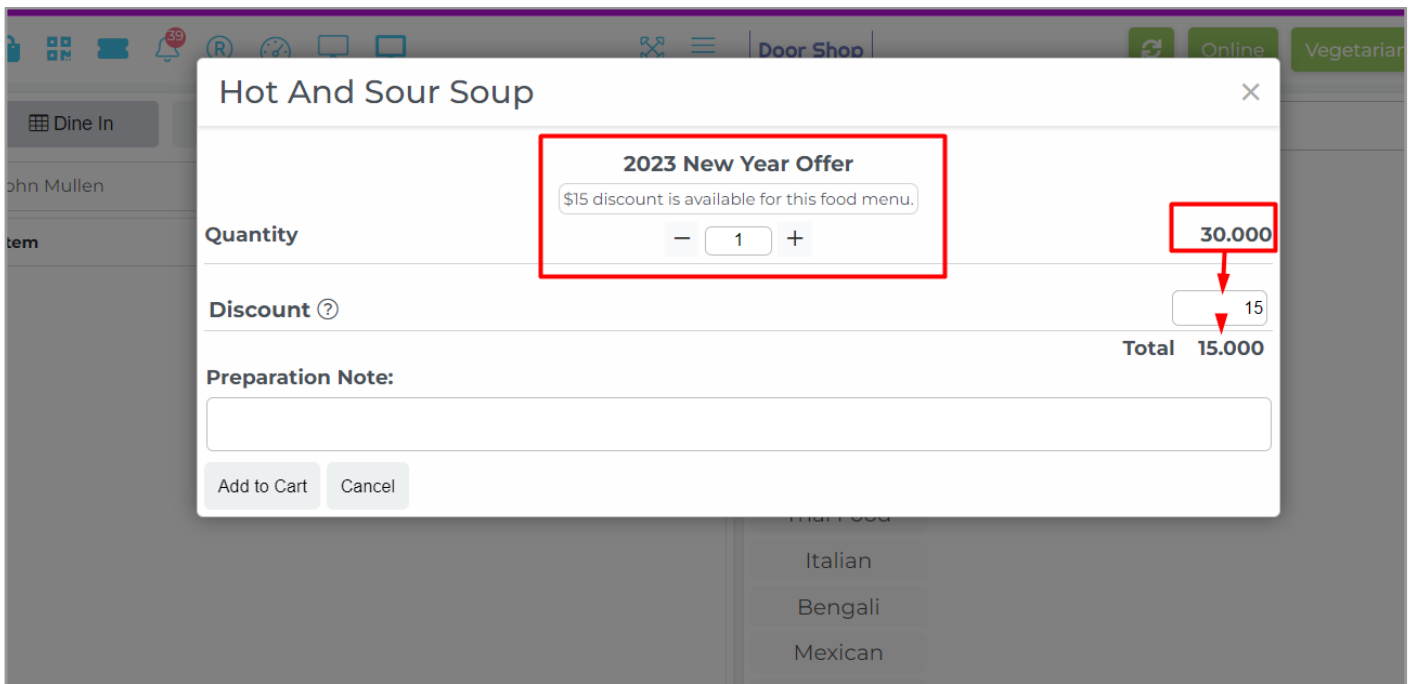 39
R
Door Shop
Online
Vegetarian
Hot And Sour Soup
Dine In
ohn Mullen
2023 New Year Offer
$15 discount is available for this food menu.
tem
Quantity
1
30.000
Discount
15
Total 15.000
Preparation Note:
Add to Cart
Cancel
Italian
Bengali
Mexican